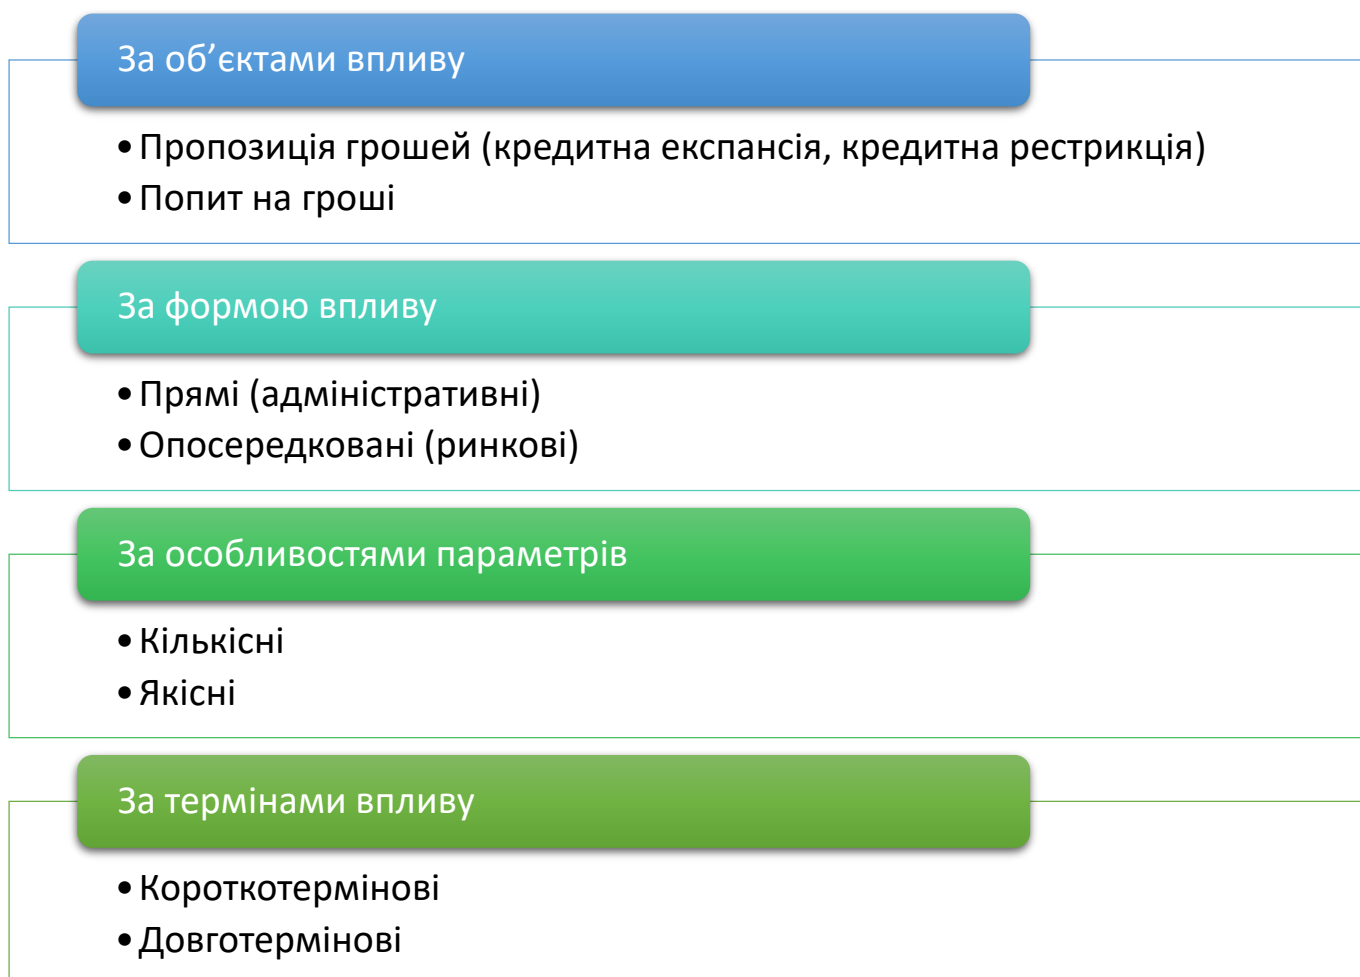 За об’єктами впливу
•Пропозиція грошей (кредитна експансія, кредитна рестрикція)
•Попит на гроші
За формою впливу
•Прямі (адміністративні)
•Опосередковані (ринкові)
За особливостями параметрів
•Кількісні
•Якісні
За термінами впливу
•Короткотермінові
•Довготермінові